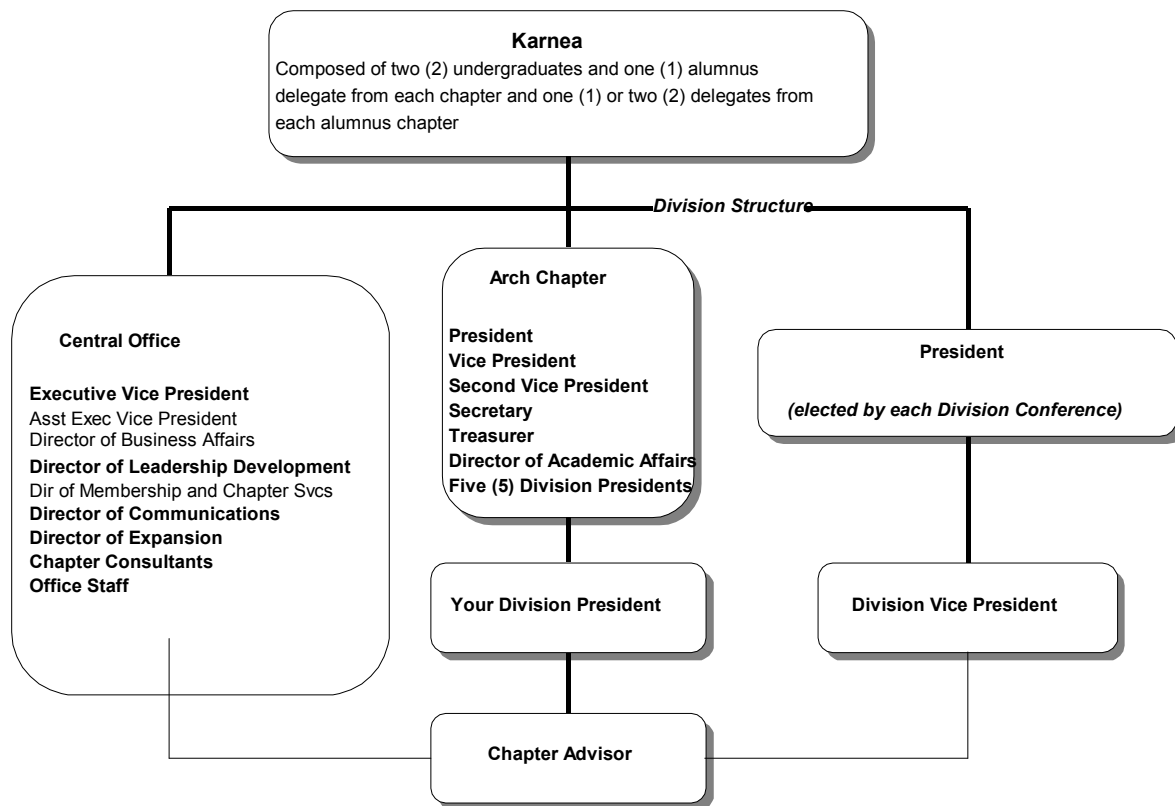 Karnea
Composed of two (2) undergraduates and one (1) alumnus
delegate from each chapter and one (1) or two (2) delegates from
each alumnus chapter
Division Structure
Central Office
Executive Vice President
Asst Exec Vice President
Director of Business Affairs
Director of Leadership Development
Dir of Membership and Chapter Svcs
Director of Communications
Director of Expansion
Chapter Consultants
Office Staff
Arch Chapter
President
Vice President
Second Vice President
Secretary
Treasurer
Director of Academic Affairs
Five (5) Division Presidents
President
(elected by each Division Conference)
Your Division President
Division Vice President
Chapter Advisor